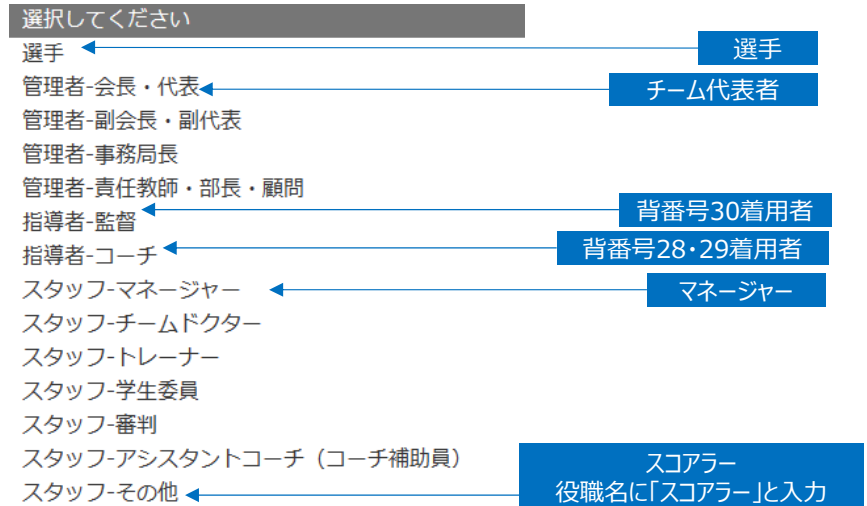 選択してください
選手
選手
管理者-会長・代表
チーム代表者
管理者-副会長・副代表
管理者-事務局長
管理者-責任教師・部長・顧問
指導者-監督
背番号30着用者
指導者-コーチ
背番号28・29着用者
スタッフ-マネージャー
マネージャー
スタッフ-チームドクター
スタッフ-トレーナー
スタッフ-学生委員
スタッフ-審判
スタッフ-アシスタントコーチ（コーチ補助員）
スタッフ-その他
スコアラー
役職名に「スコアラー」と入力